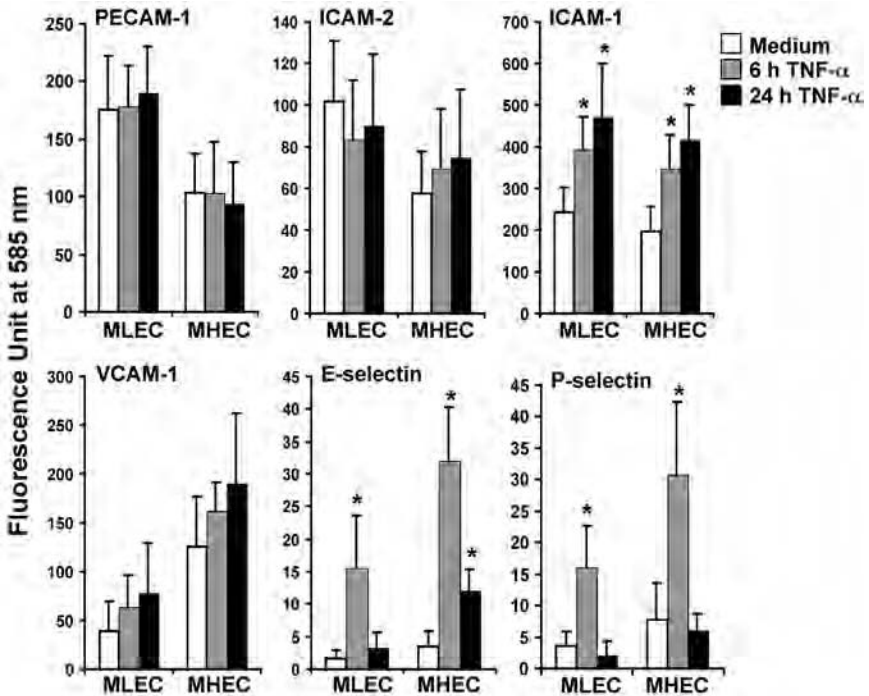 PECAM-1
250
200
150
100
50
0
MLEC MHEC
ICAM-2
140
120
100
80
60
40
20
0
MLEC MHEC
ICAM-1
700
600
500
400
300
200
100
0
* * * *
MLEC MHEC
Medium
6 h TNF-α
24 h TNF-α
Fluorescence Unit at 585 nm
VCAM-1
300
250
200
150
100
50
0
MLEC MHEC
E-selectin
45
40
35
30
25
20
15
10
5
0
* * *
MLEC MHEC
P-selectin
45
40
35
30
25
20
15
10
5
0
* *
MLEC MHEC